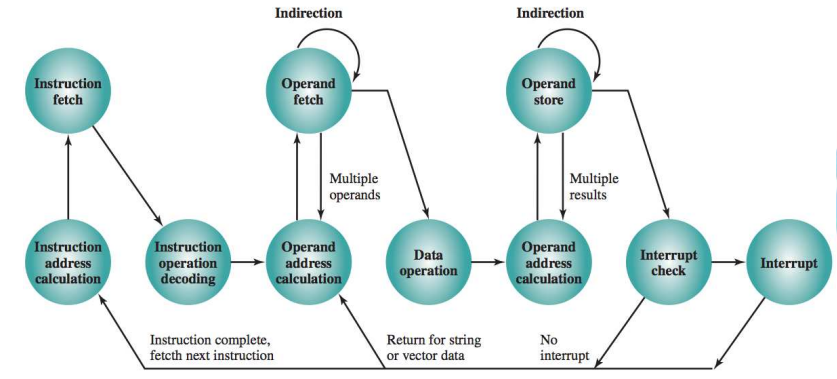 Indirection
Indirection
Instruction
fetch
Operand
fetch
Operand
store
Multiple
operands
Multiple
results
Instruction
address
calculation
Instruction
operation
decoding
Operand
address
calculation
Data
operation
Operand
address
calculation
Interrupt
check
Interrupt
Instruction complete,
fetcth next instruction
Return for string
or vector data
No
interrupt